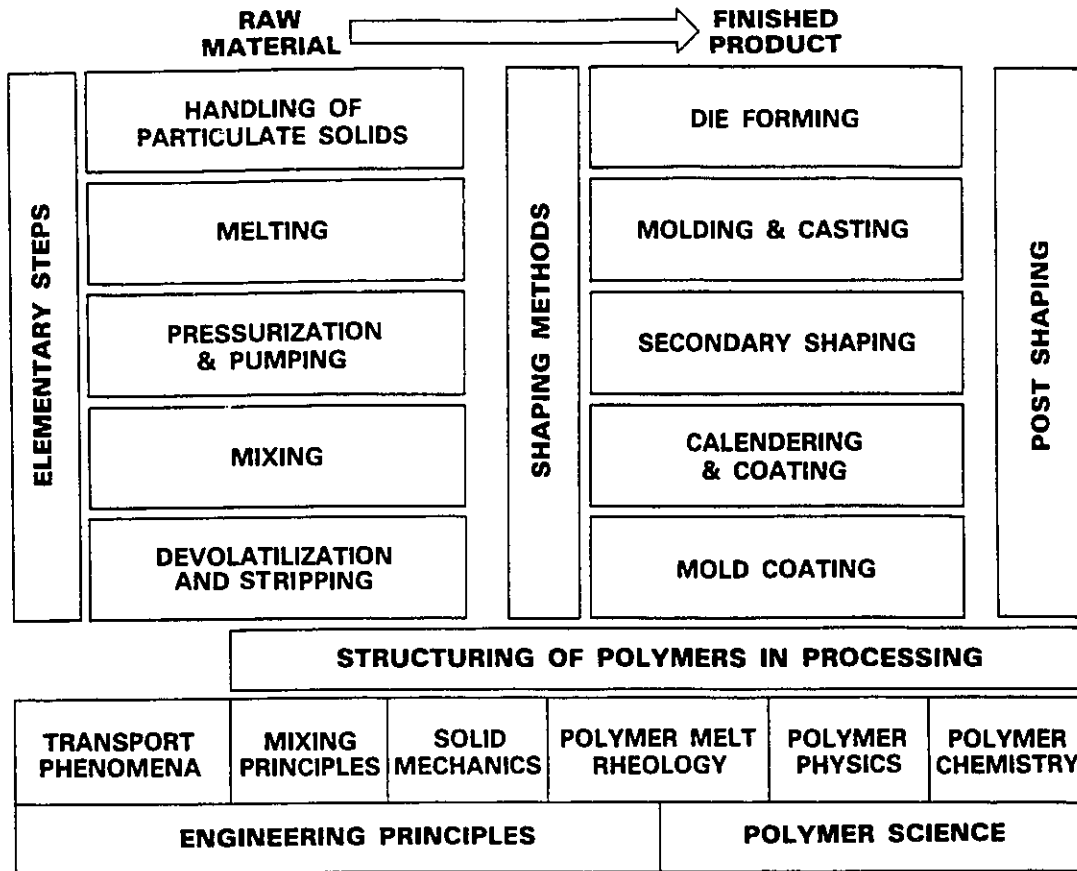 RAW
MATERIAL
FINISHED
PRODUCT
ELEMENTARY STEPS
HANDLING OF
PARTICULATE SOLIDS
MELTING
PRESSURIZATION
& PUMPING
MIXING
DEVOLATILIZATION
AND STRIPPING
SHAPING METHODS
DIE FORMING
MOLDING & CASTING
SECONDARY SHAPING
CALENDERING
& COATING
MOLD COATING
POST SHAPING
STRUCTURING OF POLYMERS IN PROCESSING
TRANSPORT
PHENOMENA
MIXING
PRINCIPLES
SOLID
MECHANICS
POLYMER MELT
RHEOLOGY
POLYMER
PHYSICS
POLYMER
CHEMISTRY
ENGINEERING PRINCIPLES
POLYMER SCIENCE